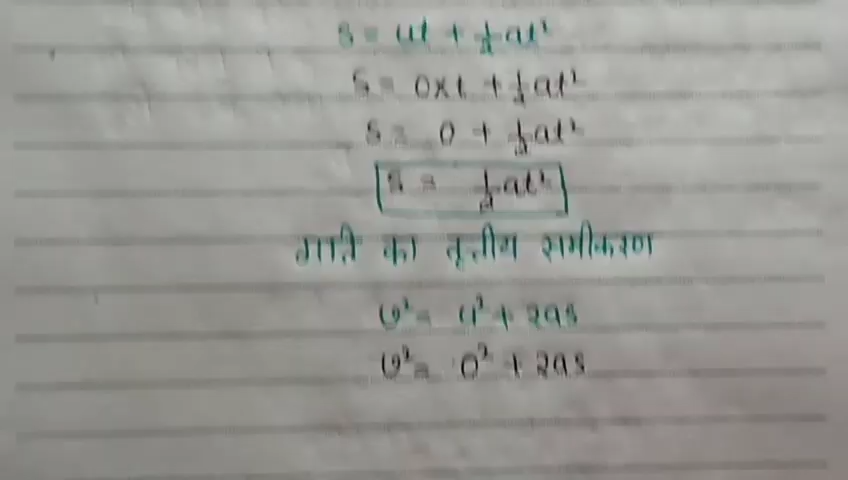 s = ut + ½at²
s = 0×t + ½at²
s = 0 + ½at²
s = ½at²
गति का तृतीय समीकरण
v² = u² + 2as
v² = 0² + 2as